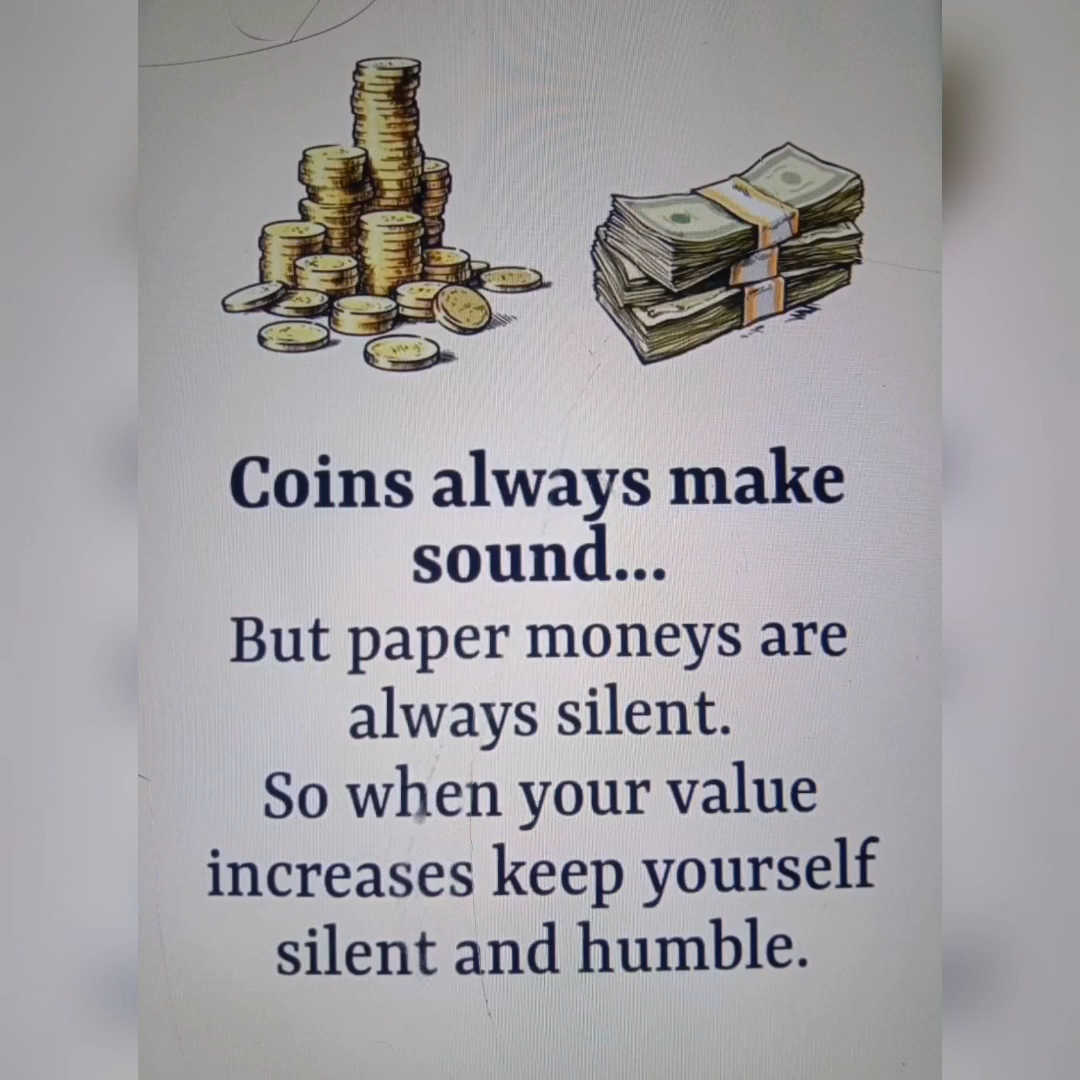 Coins always make
sound...
But paper moneys are
always silent.
So when your value
increases keep yourself
silent and humble.